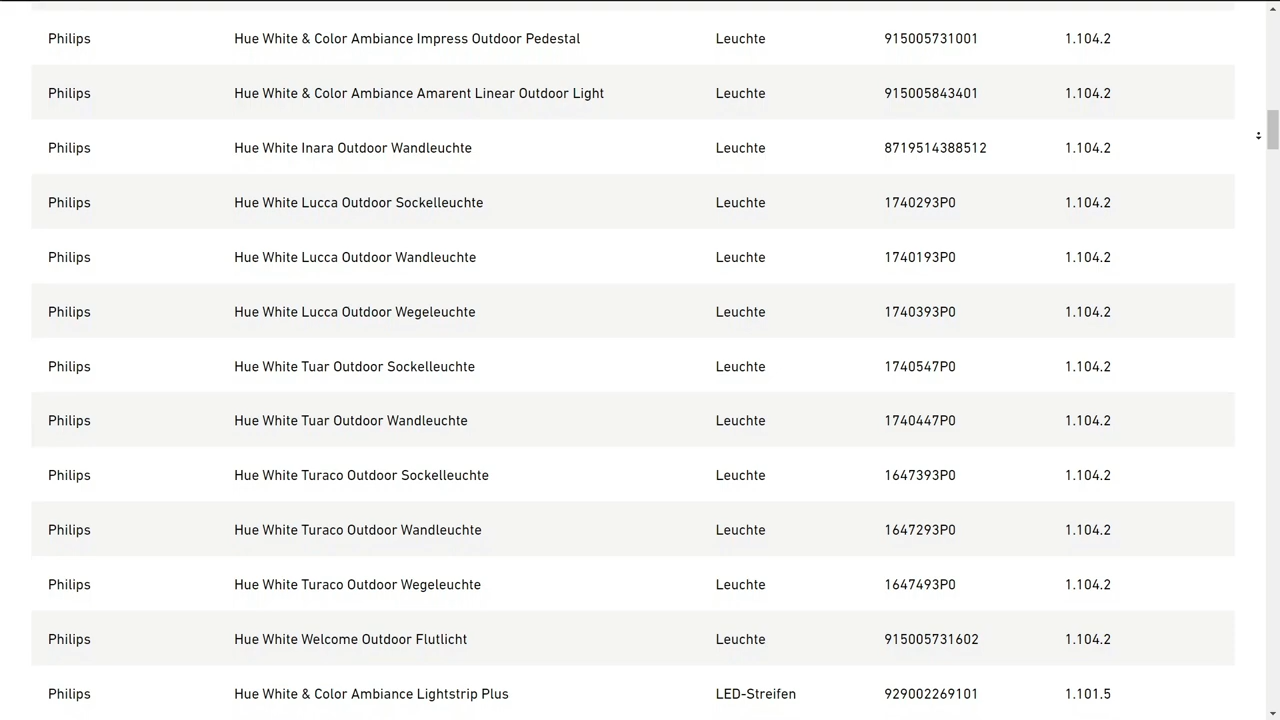 Philips Hue White & Color Ambiance Impress Outdoor Pedestal Leuchte 915005731001 1.104.2
Philips Hue White & Color Ambiance Amarent Linear Outdoor Light Leuchte 915005843401 1.104.2
Philips Hue White Inara Outdoor Wandleuchte Leuchte 8719514388512 1.104.2
Philips Hue White Lucca Outdoor Sockelleuchte Leuchte 1740293P0 1.104.2
Philips Hue White Lucca Outdoor Wandleuchte Leuchte 1740193P0 1.104.2
Philips Hue White Lucca Outdoor Wegeleuchte Leuchte 1740393P0 1.104.2
Philips Hue White Tuar Outdoor Sockelleuchte Leuchte 1740547P0 1.104.2
Philips Hue White Tuar Outdoor Wandleuchte Leuchte 1740447P0 1.104.2
Philips Hue White Turaco Outdoor Sockelleuchte Leuchte 1647393P0 1.104.2
Philips Hue White Turaco Outdoor Wandleuchte Leuchte 1647293P0 1.104.2
Philips Hue White Turaco Outdoor Wegeleuchte Leuchte 1647493P0 1.104.2
Philips Hue White Welcome Outdoor Flutlicht Leuchte 915005731602 1.104.2
Philips Hue White & Color Ambiance Lightstrip Plus LED-Streifen 929002269101 1.101.5